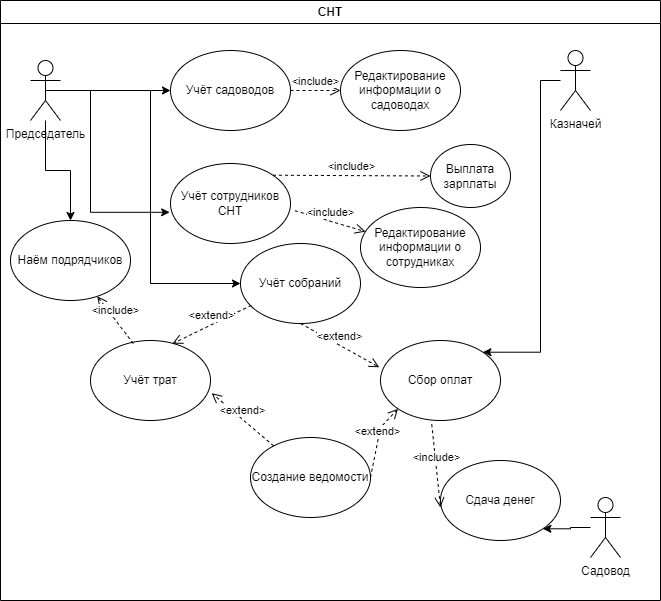 СНТ
Учёт садоводов
<include>
Редактирование
информации о
садоводах
Председатель
Казначей
<include>
Выплата
зарплаты
Учёт сотрудников
СНТ
<include>
Редактирование
информации о
сотрудниках
Наём подрядчиков
Учёт собраний
<include>
<extend>
<extend>
Учёт трат
Сбор оплат
<extend>
<extend>
<include>
Создание ведомости
Сдача денег
Садовод